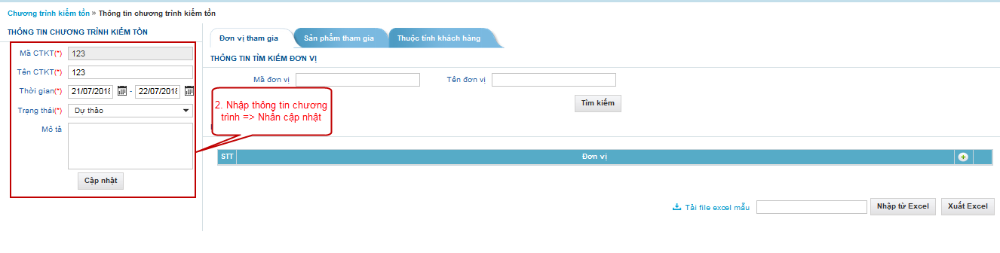 Chương trình kiểm tồn » Thông tin chương trình kiểm tồn
THÔNG TIN CHƯƠNG TRÌNH KIỂM TỒN
Mã CTKT(*) 123
Tên CTKT(*) 123
Thời gian(*) 21/07/2018 - 22/07/2018
Trạng thái(*) Dự thảo
Mô tả
Cập nhật
2. Nhập thông tin chương
trình => Nhấn cập nhật
Đơn vị tham gia Sản phẩm tham gia Thuộc tính khách hàng
THÔNG TIN TÌM KIẾM ĐƠN VỊ
Mã đơn vị Tên đơn vị
Tìm kiếm
STT Đơn vị
Tải file excel mẫu Nhập từ Excel Xuất Excel